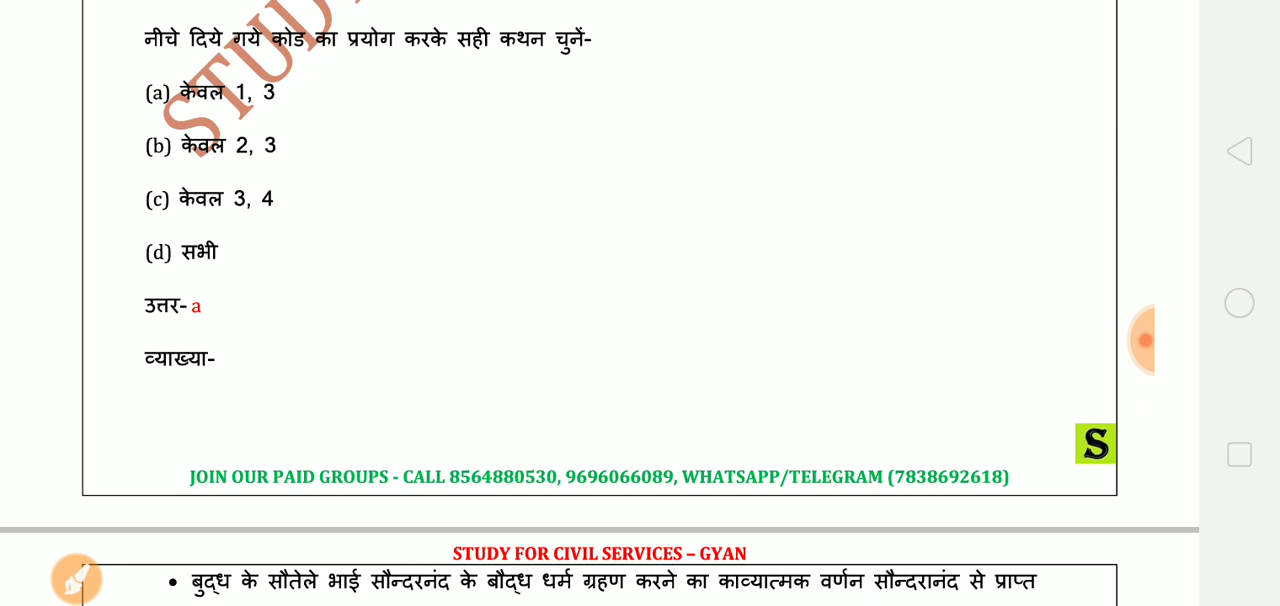 नीचे दिये गये कोड का प्रयोग करके सही कथन चुनें-
(a) केवल 1, 3
(b) केवल 2, 3
(c) केवल 3, 4
(d) सभी
उत्तर- a
व्याख्या-
STUDY
S
JOIN OUR PAID GROUPS - CALL 8564880530, 9696066089, WHATSAPP/TELEGRAM (7838692618)
STUDY FOR CIVIL SERVICES – GYAN
• बुद्ध के सौतेले भाई सौन्दरनंद के बौद्ध धर्म ग्रहण करने का काव्यात्मक वर्णन सौन्दरानंद से प्राप्त